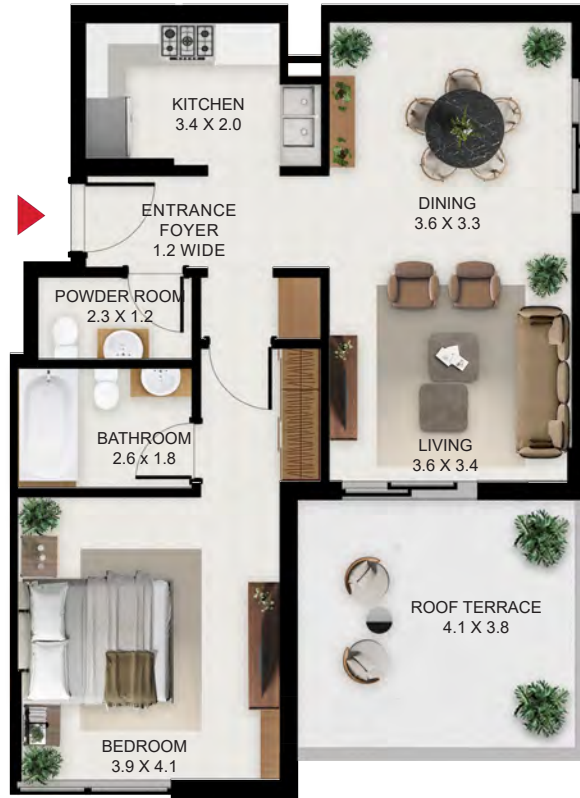 KITCHEN
3.4 X 2.0
DINING
3.6 X 3.3
ENTRANCE
FOYER
1.2 WIDE
POWDER ROOM
2.3 X 1.2
BATHROOM
2.6 x 1.8
LIVING
3.6 X 3.4
ROOF TERRACE
4.1 X 3.8
BEDROOM
3.9 X 4.1